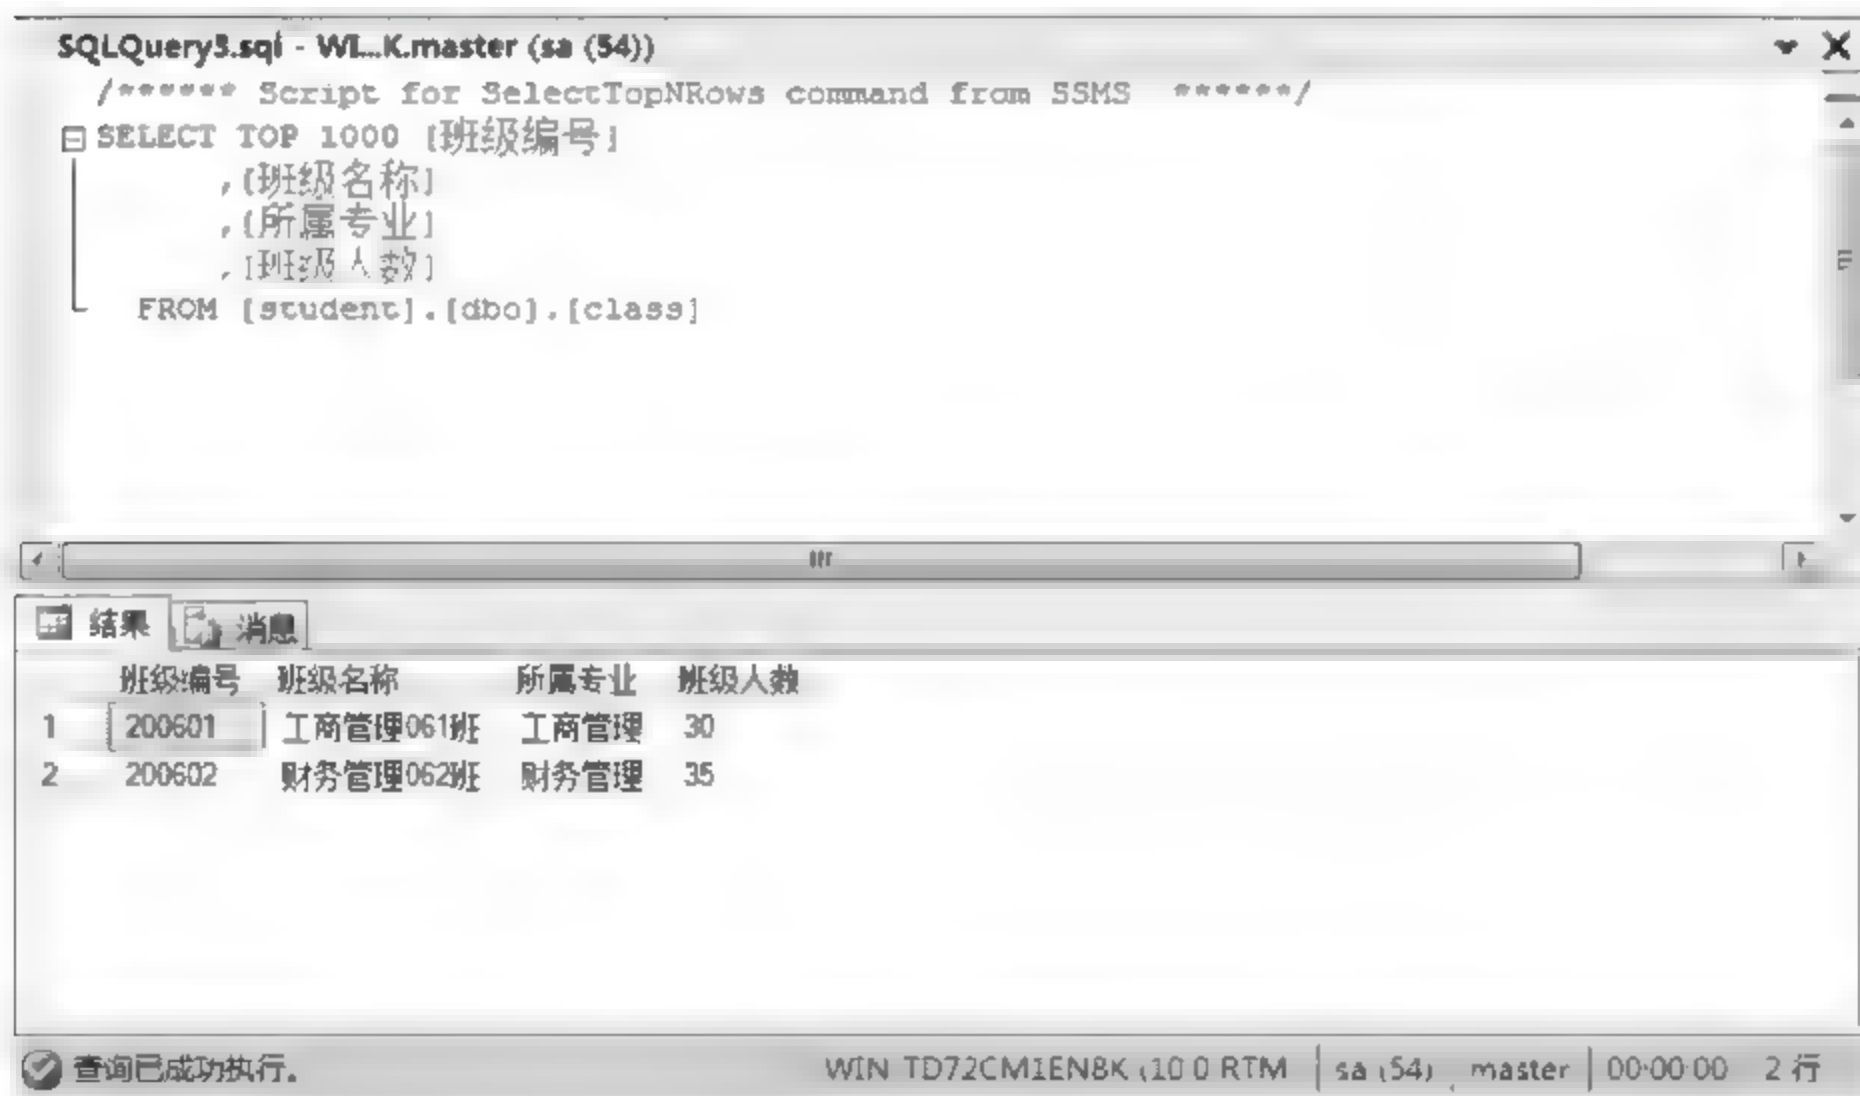 SQLQuery3.sql - WI...K.master (sa (54))
/****** Script for SelectTopNRows command from SSMS ******/
SELECT TOP 1000 [班级编号]
,[班级名称]
,[所属专业]
,[班级人数]
FROM [student].[dbo].[class]
结果 消息
班级编号 班级名称 所属专业 班级人数
1 200601 工商管理061班 工商管理 30
2 200602 财务管理062班 财务管理 35
查询已成功执行。 WIN-TD72CM1EN8K (10.0 RTM) sa (54) master 00:00:00 2 行